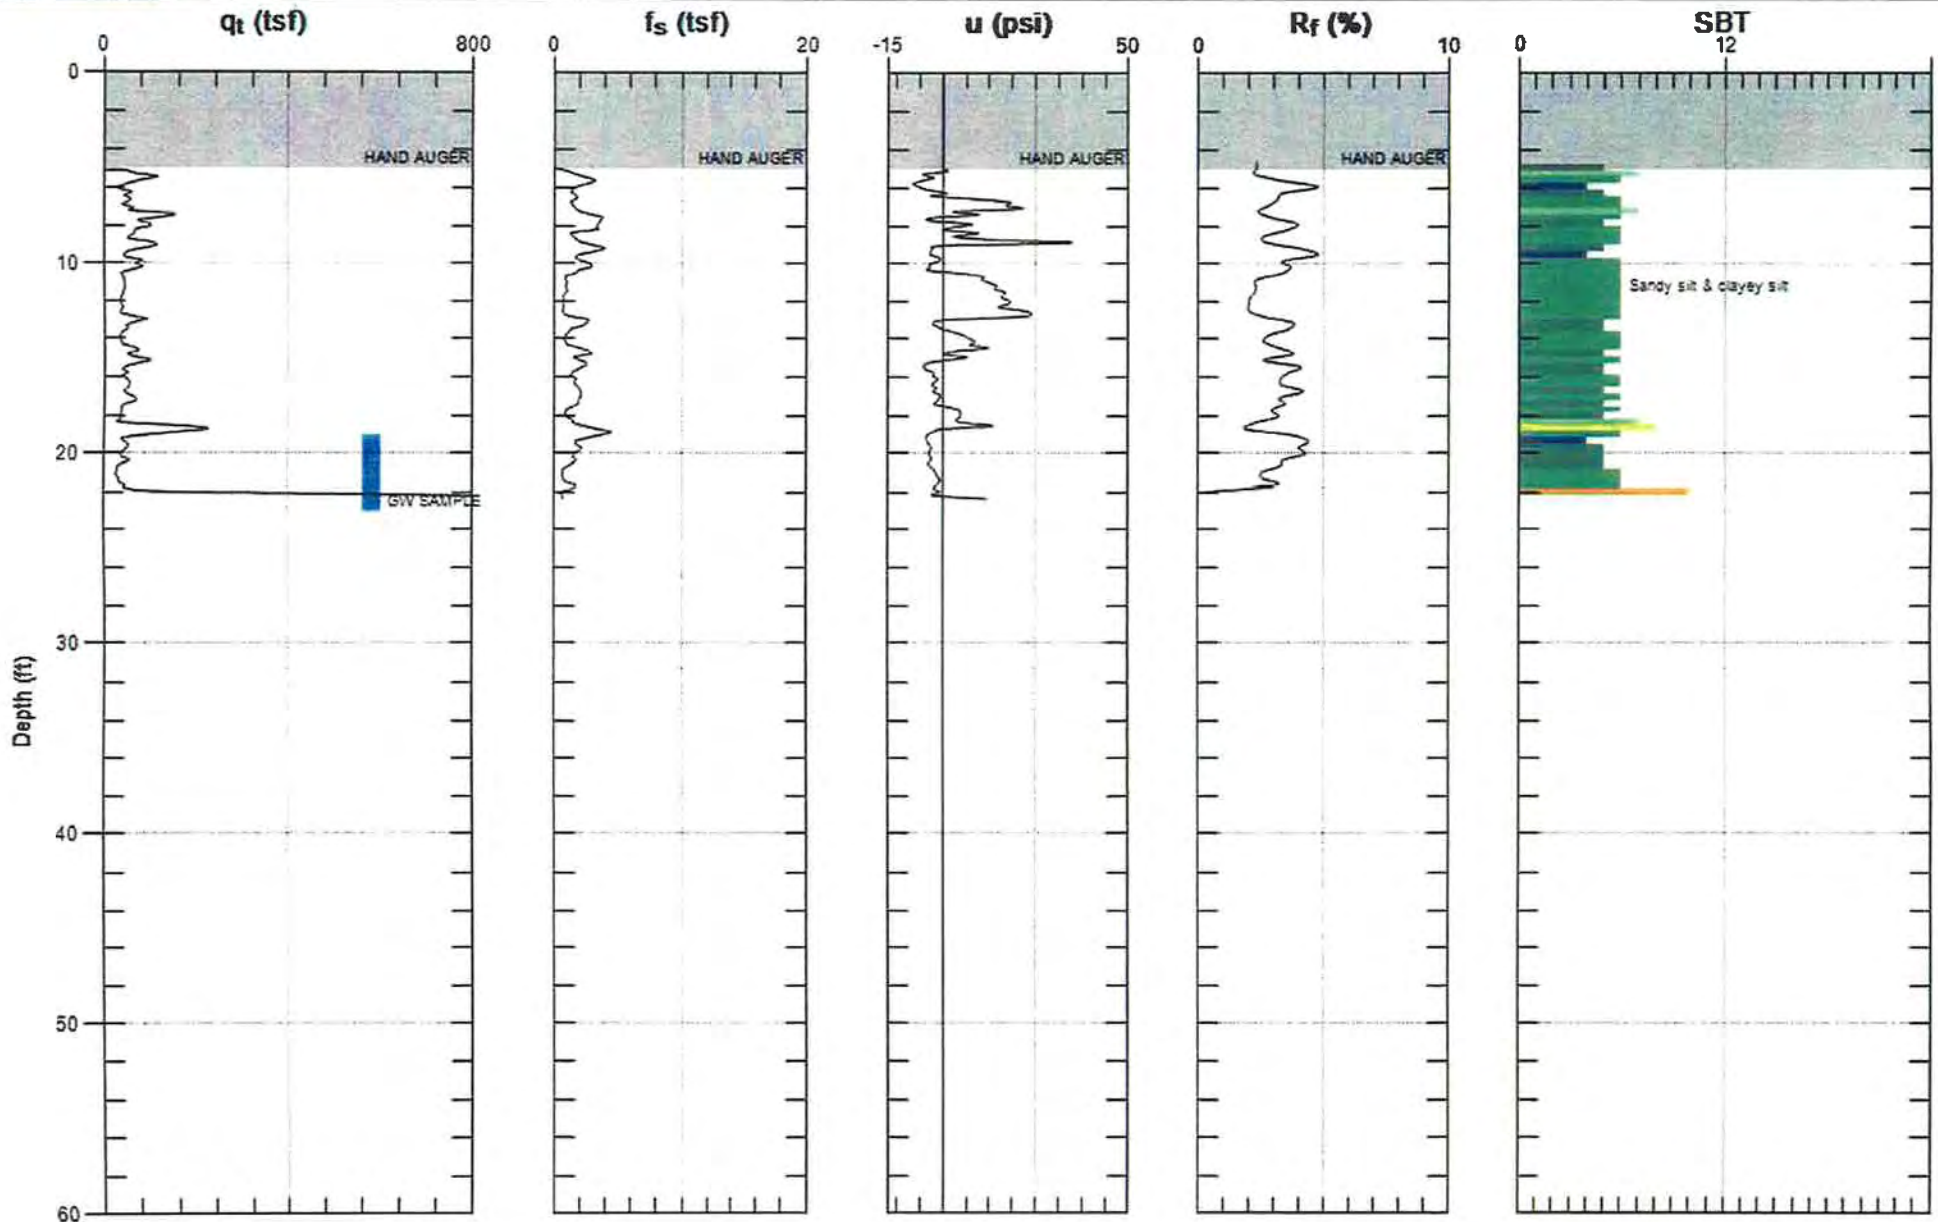 qt (tsf) fs (tsf) u (psi) Rf (%) SBT
0 800 0 20 -15 50 0 10 0 12
0
HAND AUGER HAND AUGER HAND AUGER HAND AUGER
10
Sandy silt & clayey silt
20
GW SAMPLE
30
Depth (ft)
40
50
60